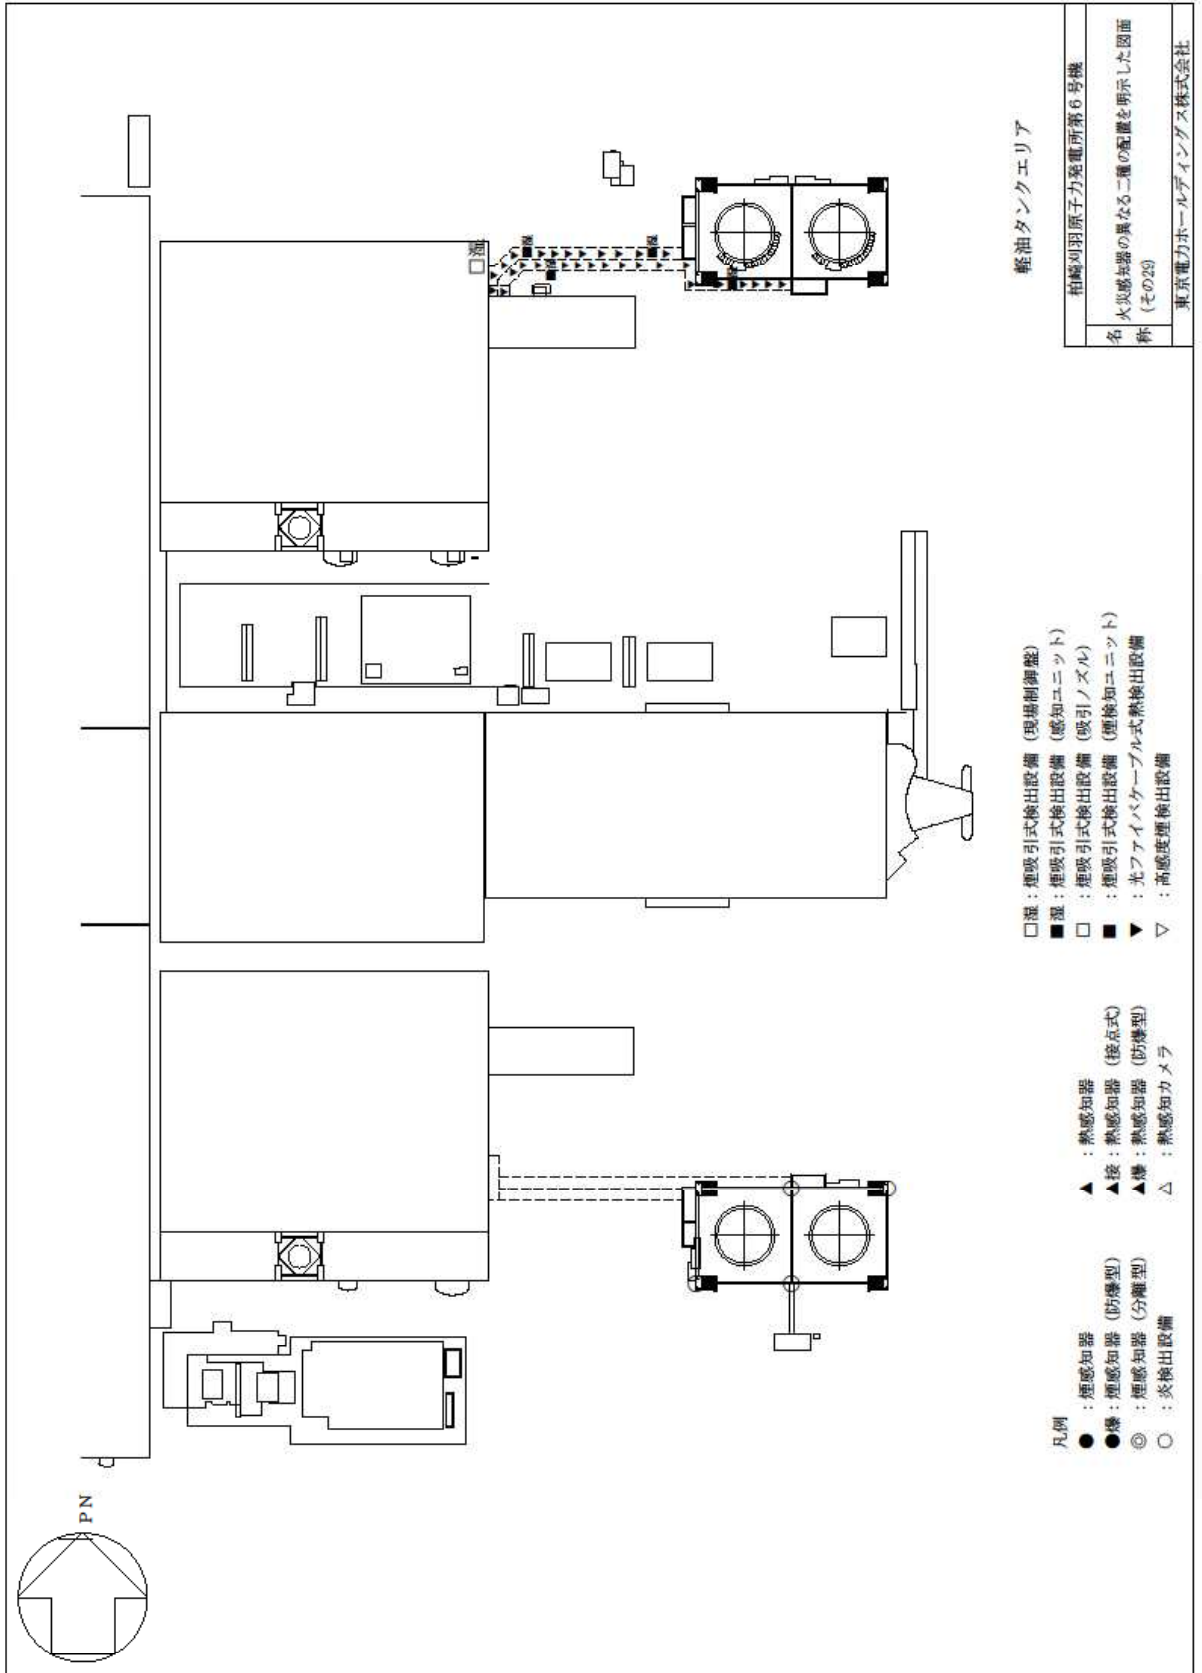 PN
□湿
■湿
■湿
■湿
■湿
軽油タンクエリア
凡例
● : 煙感知器
●爆 : 煙感知器 (防爆型)
◎ : 煙感知器 (分離型)
○ : 炎検出設備
▲ : 熱感知器
▲接 : 熱感知器 (接点式)
▲爆 : 熱感知器 (防爆型)
△ : 熱感知カメラ
□湿 : 煙吸引式検出設備 (現場制御盤)
■湿 : 煙吸引式検出設備 (感知ユニット)
□ : 煙吸引式検出設備 (吸引ノズル)
■ : 煙吸引式検出設備 (煙検知ユニット)
▼ : 光ファイバケーブル式熱検出設備
▽ : 高感度煙検出設備
柏崎刈羽原子力発電所第6号機
名称
火災感知器の異なる二種の配置を明示した図面
(その29)
東京電力ホールディングス株式会社